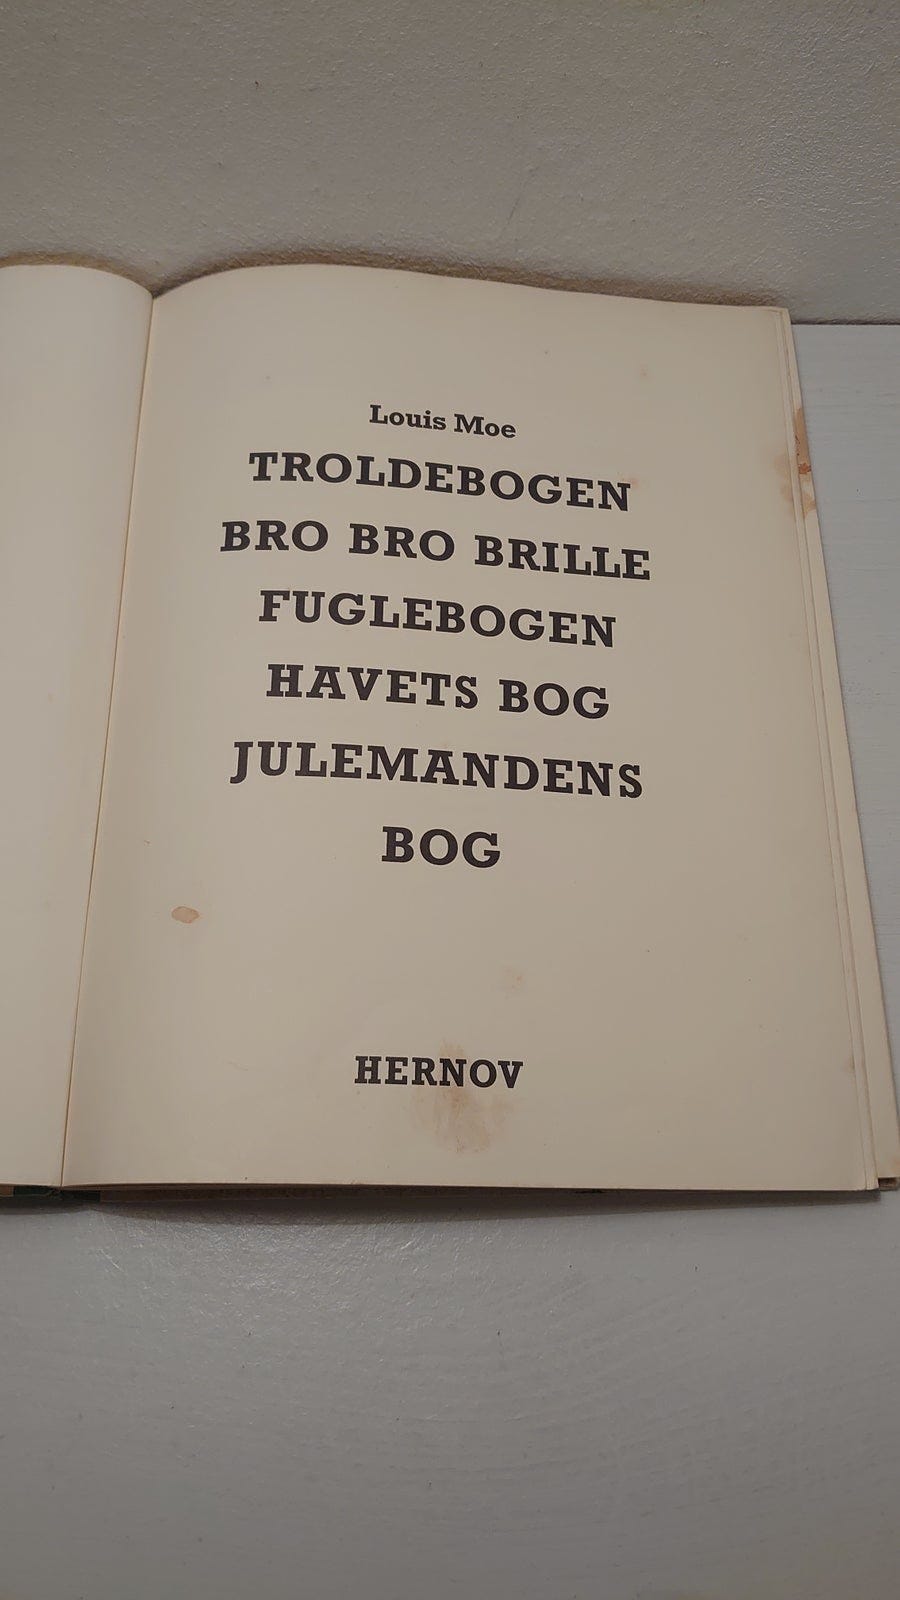 Louis Moe
TROLDEBOGEN
BRO BRO BRILLE
FUGLEBOGEN
HAVETS BOG
JULEMANDENS
BOG
HERNOV